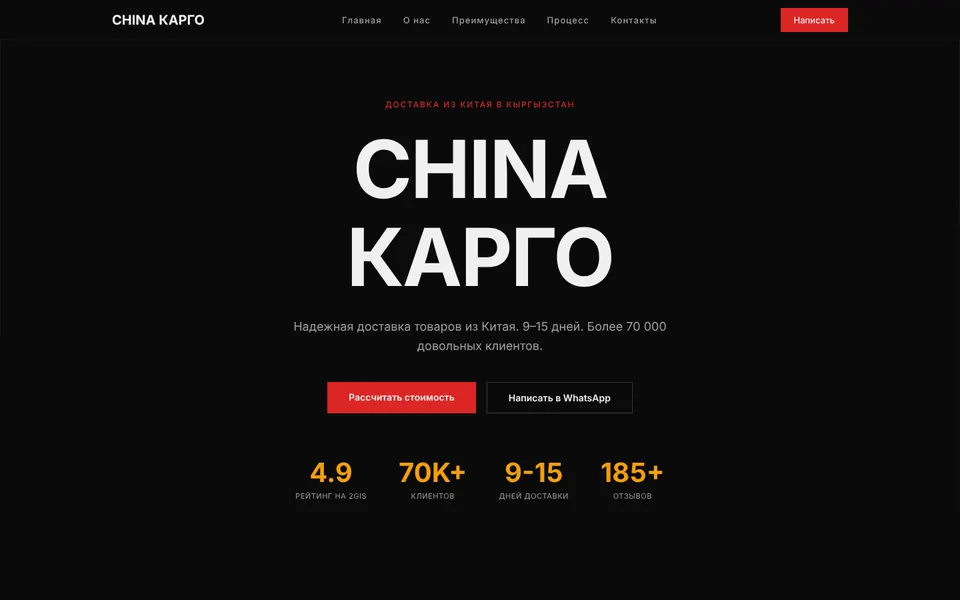 CHINA КАРГО
Главная
О нас
Преимущества
Процесс
Контакты
Написать
ДОСТАВКА ИЗ КИТАЯ В КЫРГЫЗСТАН
CHINA
КАРГО
Надежная доставка товаров из Китая. 9–15 дней. Более 70 000
довольных клиентов.
Рассчитать стоимость
Написать в WhatsApp
4.9
РЕЙТИНГ НА 2GIS
70K+
КЛИЕНТОВ
9-15
ДНЕЙ ДОСТАВКИ
185+
ОТЗЫВОВ